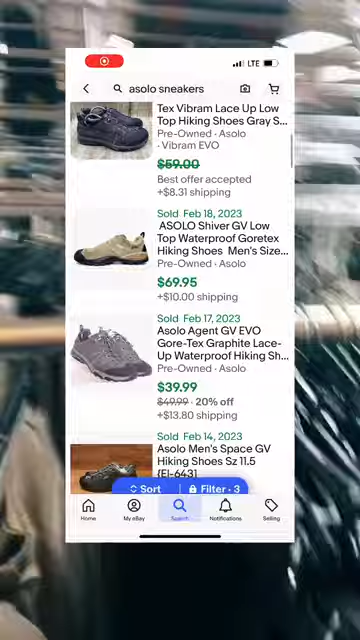 LTE
asolo sneakers
Tex Vibram Lace Up Low
Top Hiking Shoes Gray S...
Pre-Owned · Asolo
· Vibram EVO
$59.00
Best offer accepted
+$8.31 shipping
Sold Feb 18, 2023
ASOLO Shiver GV Low
Top Waterproof Goretex
Hiking Shoes Men's Size...
Pre-Owned · Asolo
$69.95
+$10.00 shipping
Sold Feb 17, 2023
Asolo Agent GV EVO
Gore-Tex Graphite Lace-
Up Waterproof Hiking Sh...
Pre-Owned · Asolo
$39.99
$49.99 · 20% off
+$13.80 shipping
Sold Feb 14, 2023
Asolo Men's Space GV
Hiking Shoes Sz 11.5
{El-643}
Sort
Filter · 3
Home
My eBay
Search
Notifications
Selling